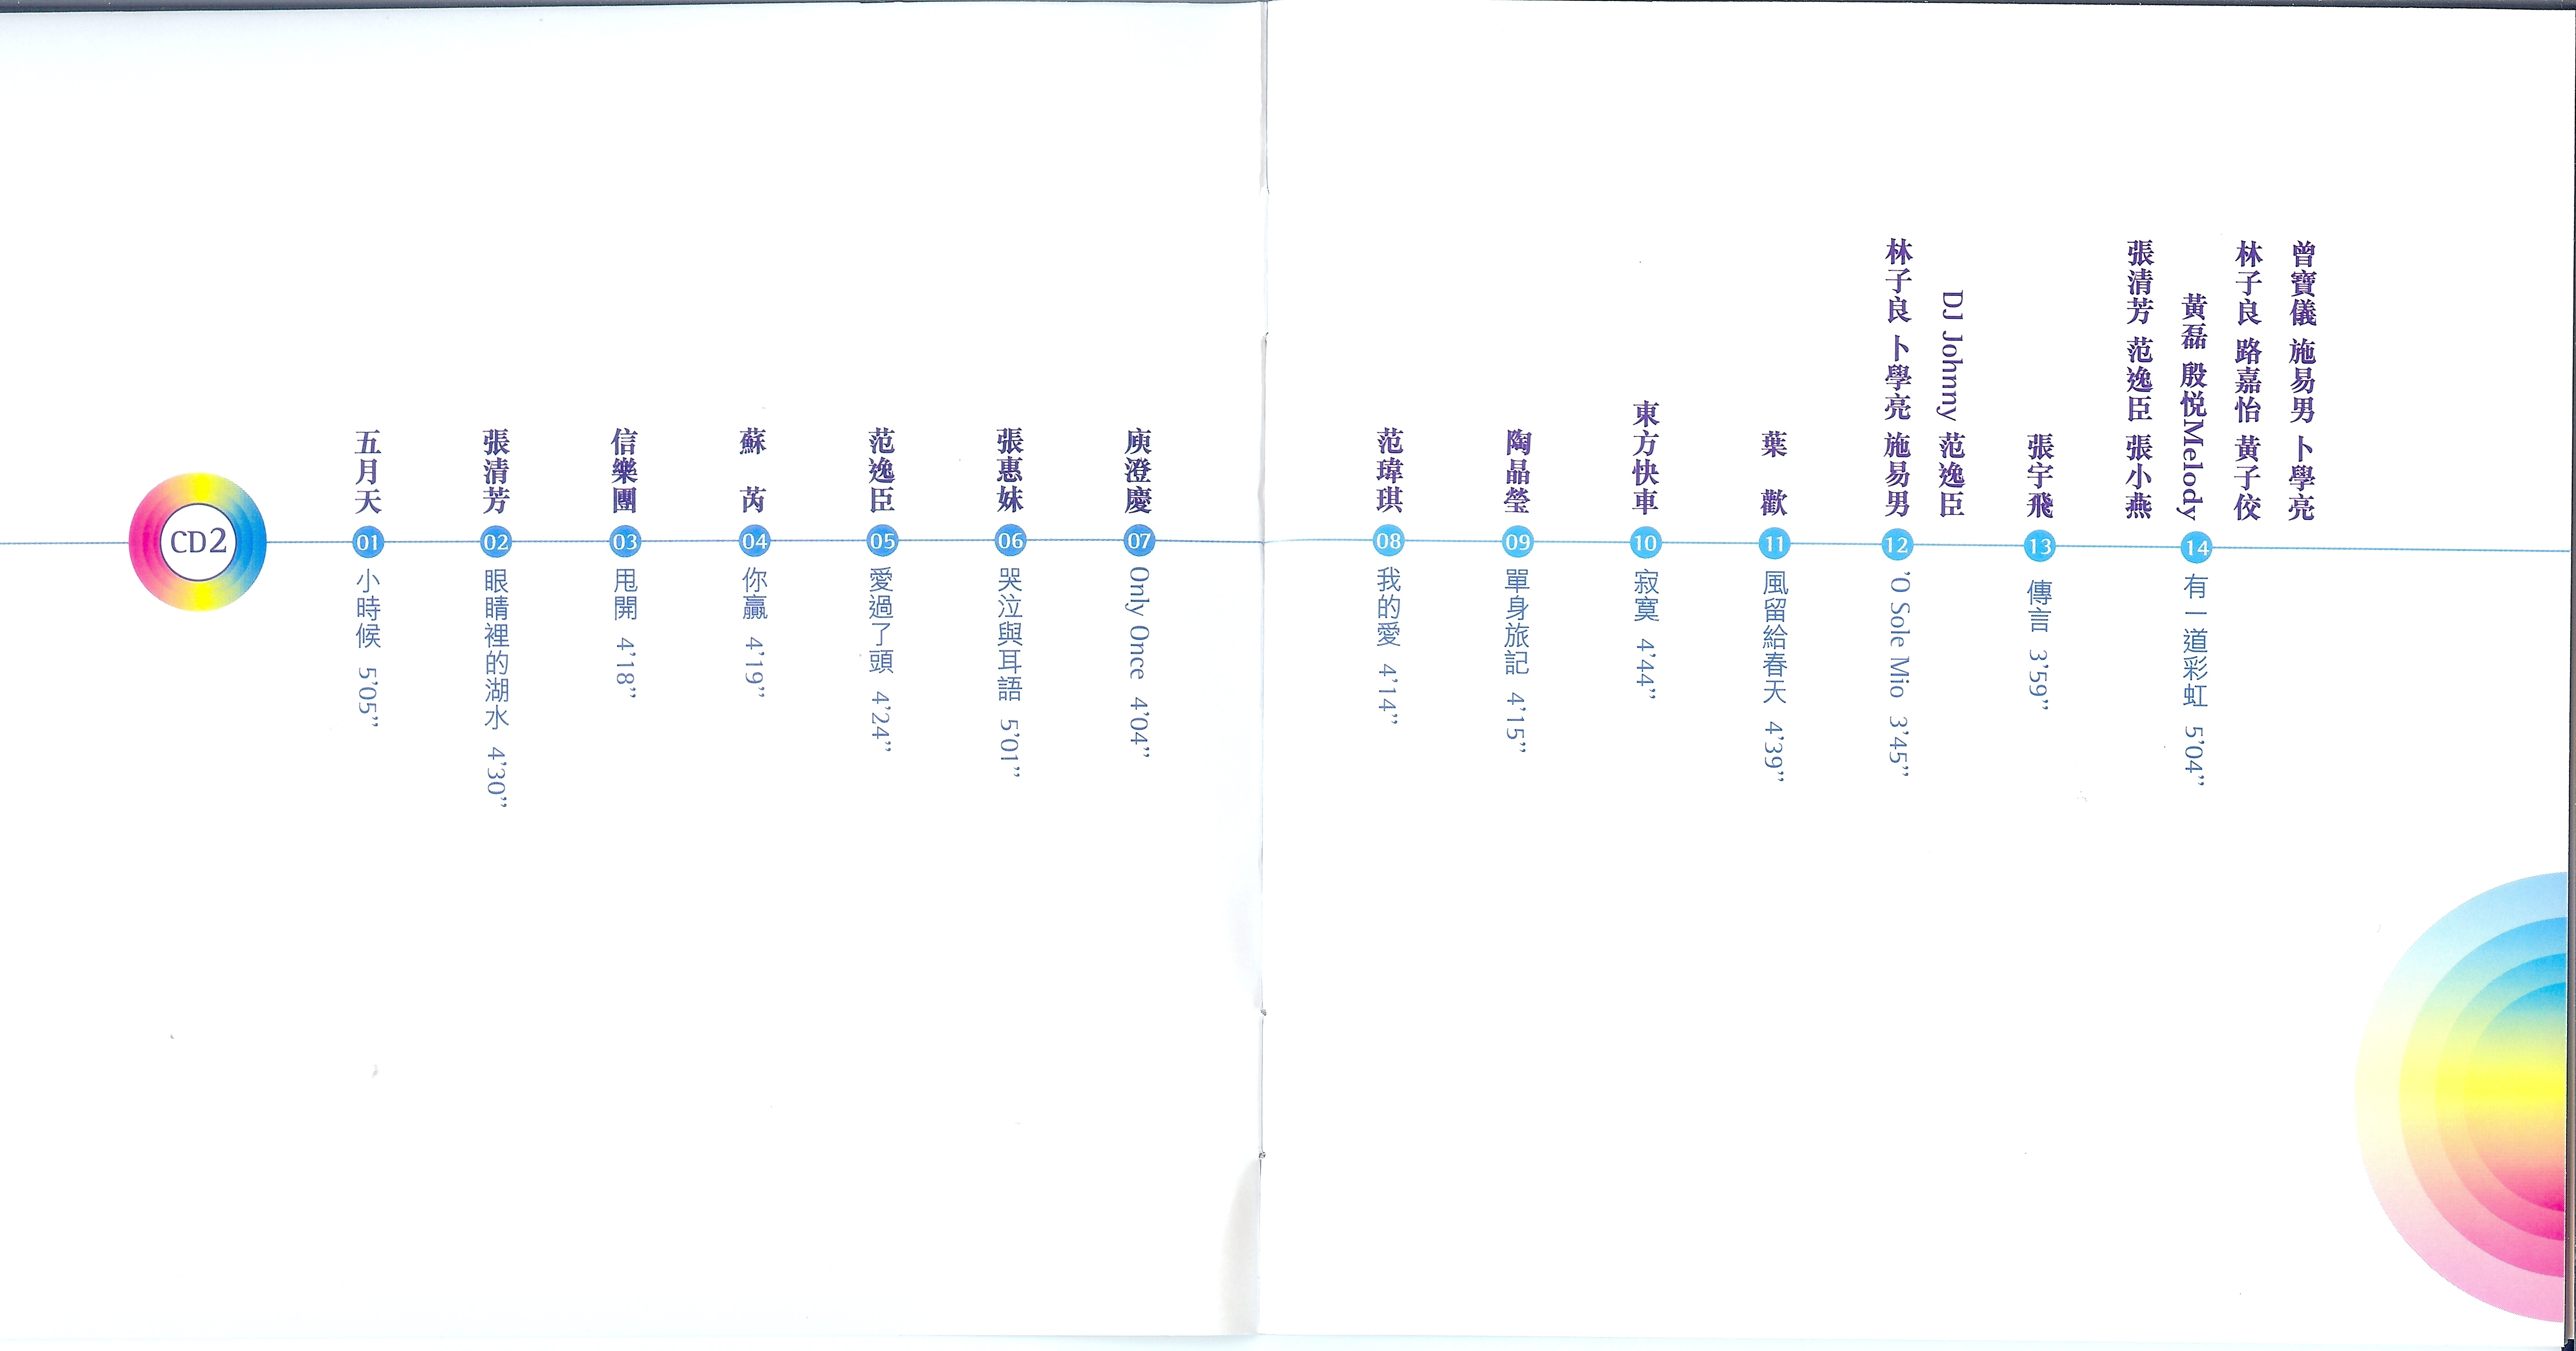 CD2
五月天 01 小時候 5’05”
張清芳 02 眼睛裡的湖水 4’30”
信樂團 03 甩開 4’18”
蘇 芮 04 你贏 4’19”
范逸臣 05 愛過了頭 4’24”
張惠妹 06 哭泣與耳語 5’01”
庾澄慶 07 Only Once 4’04”
范瑋琪 08 我的愛 4’14”
陶晶瑩 09 單身旅記 4’15”
東方快車 10 寂寞 4’44”
葉 歡 11 風留給春天 4’39”
林子良 卜學亮 施易男 12 ’O Sole Mio 3’45”
DJ Johnny 范逸臣
張宇飛 13 傳言 3’59”
張清芳 范逸臣 張小燕
黃磊 殷悅Melody 14 有一道彩虹 5’04”
林子良 路嘉怡 黃子佼
曾寶儀 施易男 卜學亮